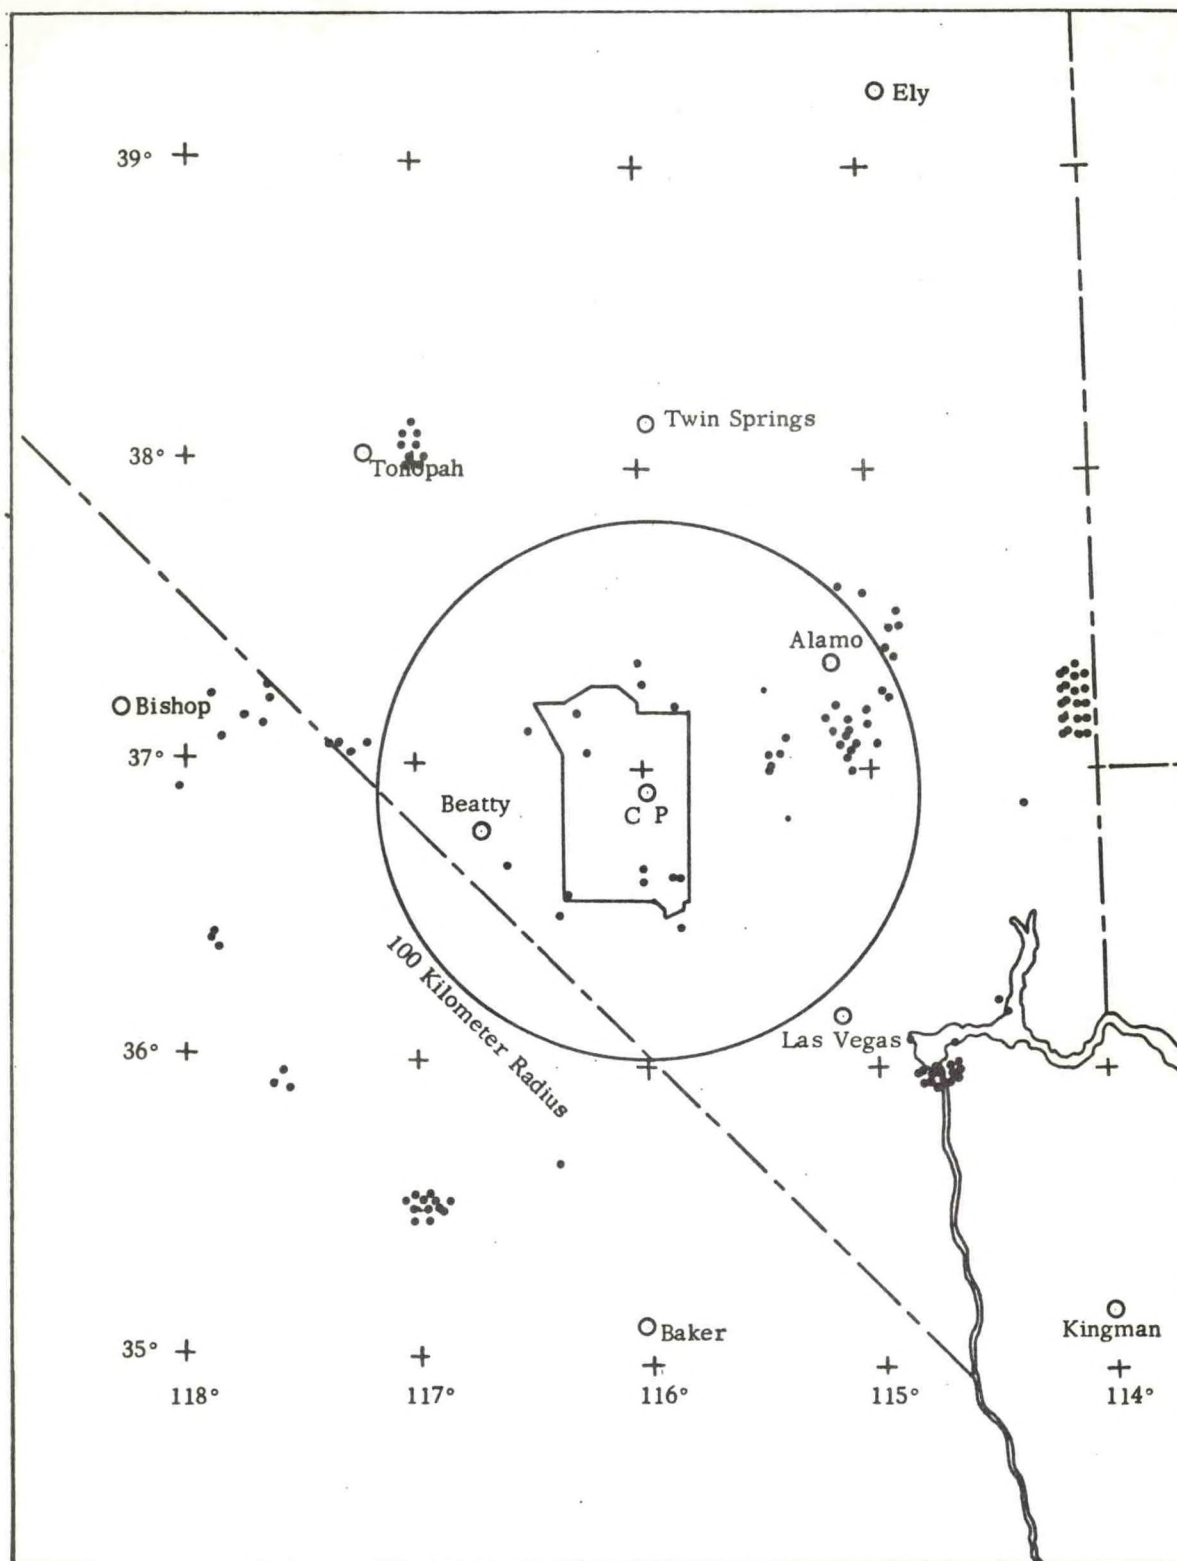 Ely
39°
Twin Springs
38°
Tonopah
Alamo
Bishop
37°
Beatty
C P
100 Kilometer Radius
Las Vegas
36°
35°
Baker
Kingman
118°
117°
116°
115°
114°